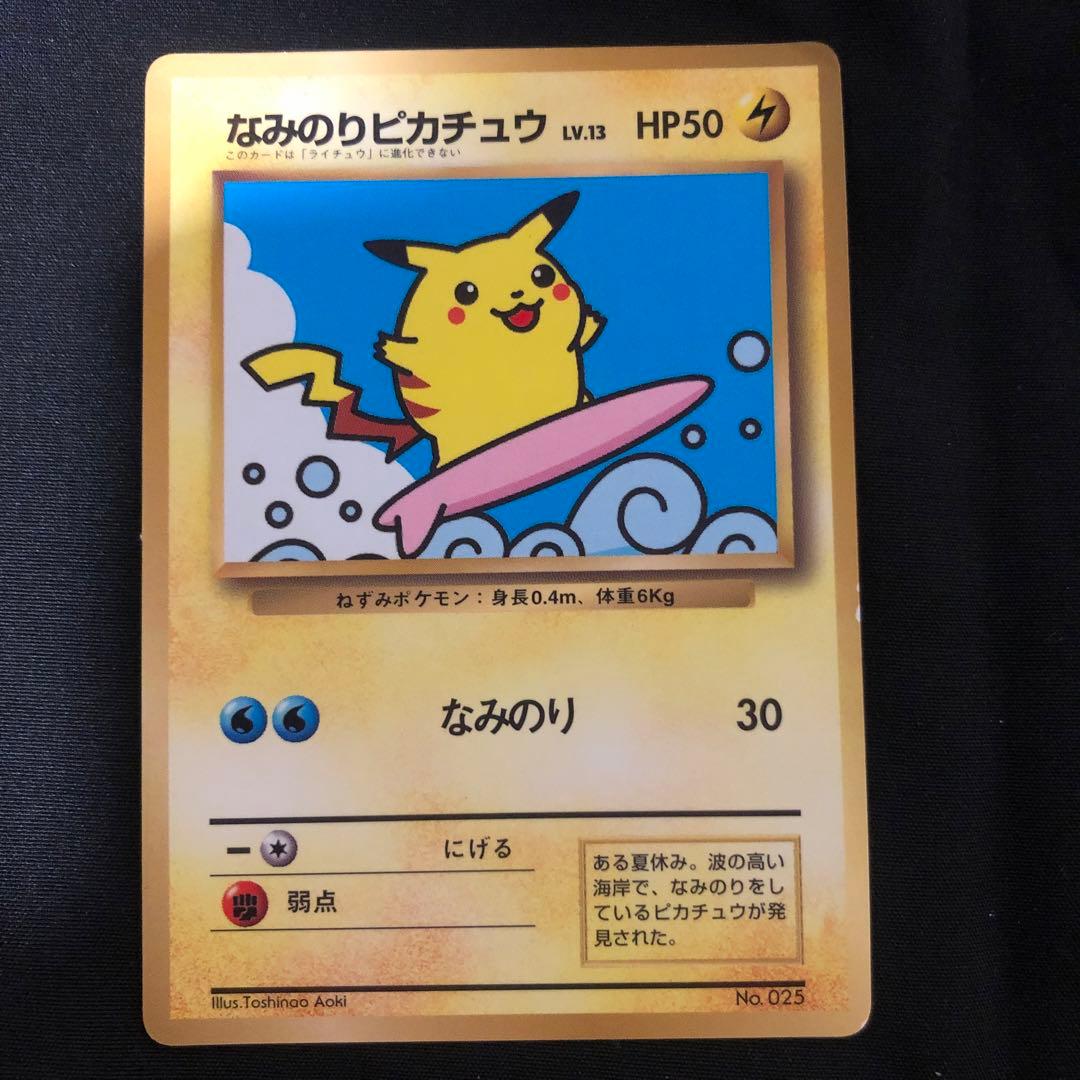 なみのりピカチュウ LV.13 HP50
このカードは「ライチュウ」に進化できない
ねずみポケモン：身長0.4m、体重6Kg
なみのり 30
にげる
弱点
ある夏休み。波の高い
海岸で、なみのりをし
ているピカチュウが発
見された。
Illus.Toshinao Aoki
No. 025